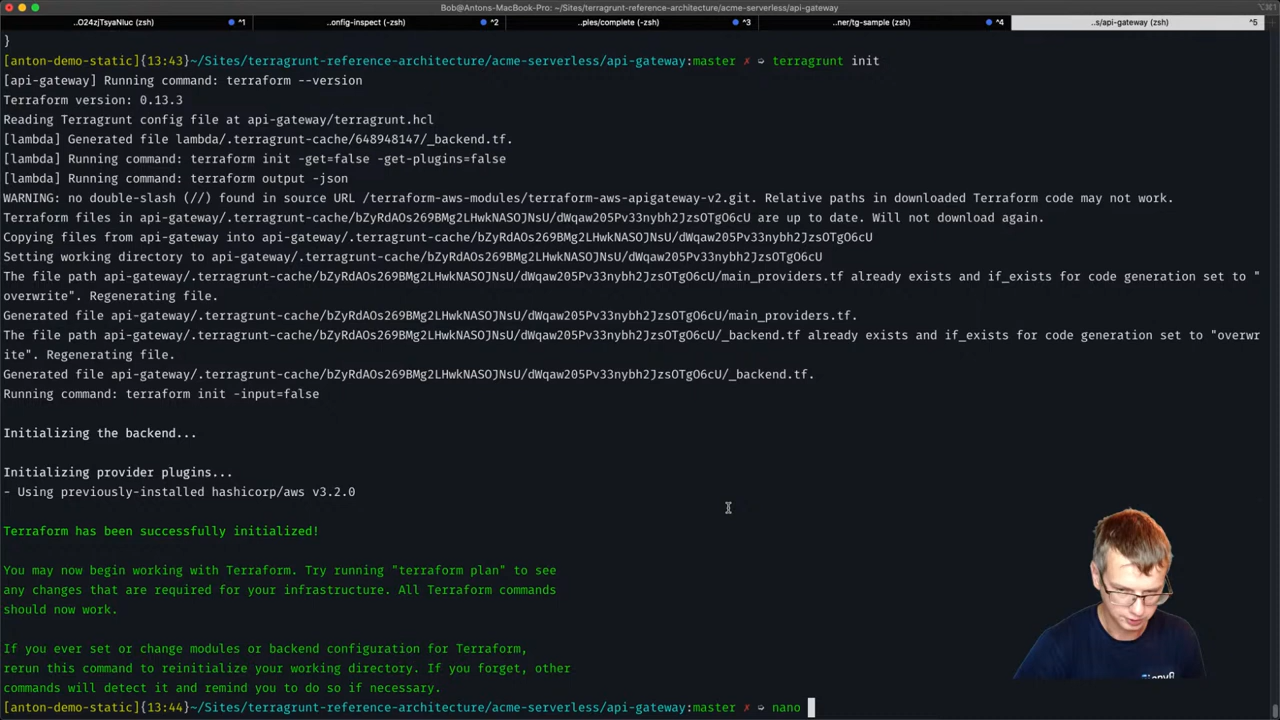 Bob@Antons-MacBook-Pro: ~/Sites/terragrunt-reference-architecture/acme-serverless/api-gateway
..O24zjTsyaNluc (zsh) ^1 ..onfig-inspect (-zsh) ^2 ..ples/complete (-zsh) ^3 ..ner/tg-sample (zsh) ^4 ..s/api-gateway (zsh) ^5
}
[anton-demo-static]{13:43}~/Sites/terragrunt-reference-architecture/acme-serverless/api-gateway:master ✗ ➭ terragrunt init
[api-gateway] Running command: terraform --version
Terraform version: 0.13.3
Reading Terragrunt config file at api-gateway/terragrunt.hcl
[lambda] Generated file lambda/.terragrunt-cache/648948147/_backend.tf.
[lambda] Running command: terraform init -get=false -get-plugins=false
[lambda] Running command: terraform output -json
WARNING: no double-slash (//) found in source URL /terraform-aws-modules/terraform-aws-apigateway-v2.git. Relative paths in downloaded Terraform code may not work.
Terraform files in api-gateway/.terragrunt-cache/bZyRdAOs269BMg2LHwkNASOJNsU/dWqaw205Pv33nybh2JzsOTgO6cU are up to date. Will not download again.
Copying files from api-gateway into api-gateway/.terragrunt-cache/bZyRdAOs269BMg2LHwkNASOJNsU/dWqaw205Pv33nybh2JzsOTgO6cU
Setting working directory to api-gateway/.terragrunt-cache/bZyRdAOs269BMg2LHwkNASOJNsU/dWqaw205Pv33nybh2JzsOTgO6cU
The file path api-gateway/.terragrunt-cache/bZyRdAOs269BMg2LHwkNASOJNsU/dWqaw205Pv33nybh2JzsOTgO6cU/main_providers.tf already exists and if_exists for code generation set to "
overwrite". Regenerating file.
Generated file api-gateway/.terragrunt-cache/bZyRdAOs269BMg2LHwkNASOJNsU/dWqaw205Pv33nybh2JzsOTgO6cU/main_providers.tf.
The file path api-gateway/.terragrunt-cache/bZyRdAOs269BMg2LHwkNASOJNsU/dWqaw205Pv33nybh2JzsOTgO6cU/_backend.tf already exists and if_exists for code generation set to "overwr
ite". Regenerating file.
Generated file api-gateway/.terragrunt-cache/bZyRdAOs269BMg2LHwkNASOJNsU/dWqaw205Pv33nybh2JzsOTgO6cU/_backend.tf.
Running command: terraform init -input=false
Initializing the backend...
Initializing provider plugins...
- Using previously-installed hashicorp/aws v3.2.0
Terraform has been successfully initialized!
You may now begin working with Terraform. Try running "terraform plan" to see
any changes that are required for your infrastructure. All Terraform commands
should now work.
If you ever set or change modules or backend configuration for Terraform,
rerun this command to reinitialize your working directory. If you forget, other
commands will detect it and remind you to do so if necessary.
[anton-demo-static]{13:44}~/Sites/terragrunt-reference-architecture/acme-serverless/api-gateway:master ✗ ➭ nano